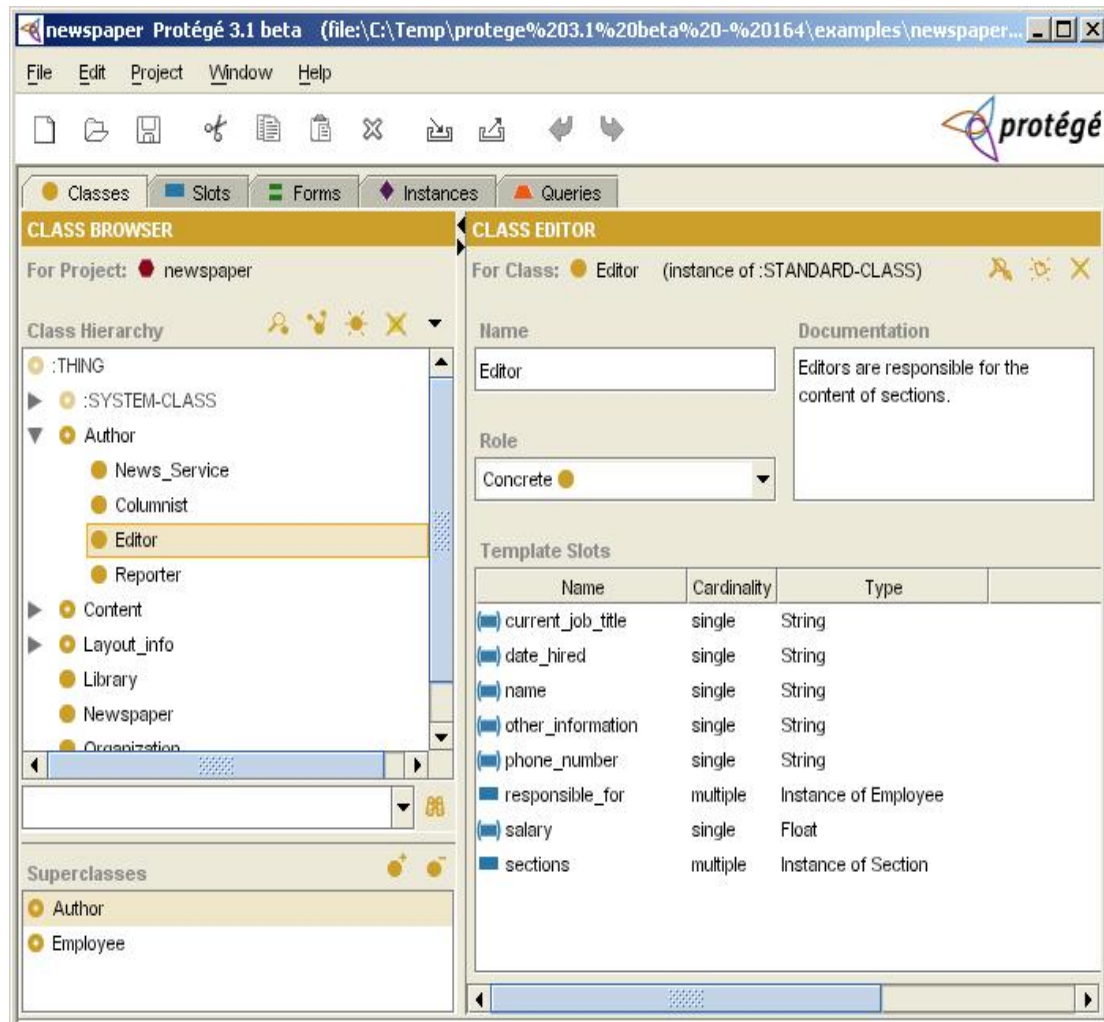 newspaper Protégé 3.1 beta (file:\C:\Temp\protege%203.1%20beta%20-%20164\examples\newspaper...
File Edit Project Window Help
protégé
Classes Slots Forms Instances Queries
CLASS BROWSER
For Project: newspaper
Class Hierarchy
:THING
:SYSTEM-CLASS
Author
News_Service
Columnist
Editor
Reporter
Content
Layout_info
Library
Newspaper
Organization
Superclasses
Author
Employee
CLASS EDITOR
For Class: Editor (instance of :STANDARD-CLASS)
Name
Editor
Role
Concrete
Documentation
Editors are responsible for the
content of sections.
Template Slots
Name Cardinality Type
current_job_title single String
date_hired single String
name single String
other_information single String
phone_number single String
responsible_for multiple Instance of Employee
salary single Float
sections multiple Instance of Section